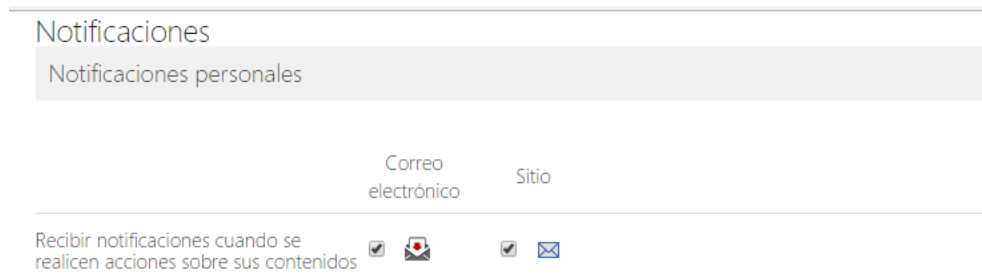 Notificaciones
Notificaciones personales
Correo
electrónico
Sitio
Recibir notificaciones cuando se
realicen acciones sobre sus contenidos